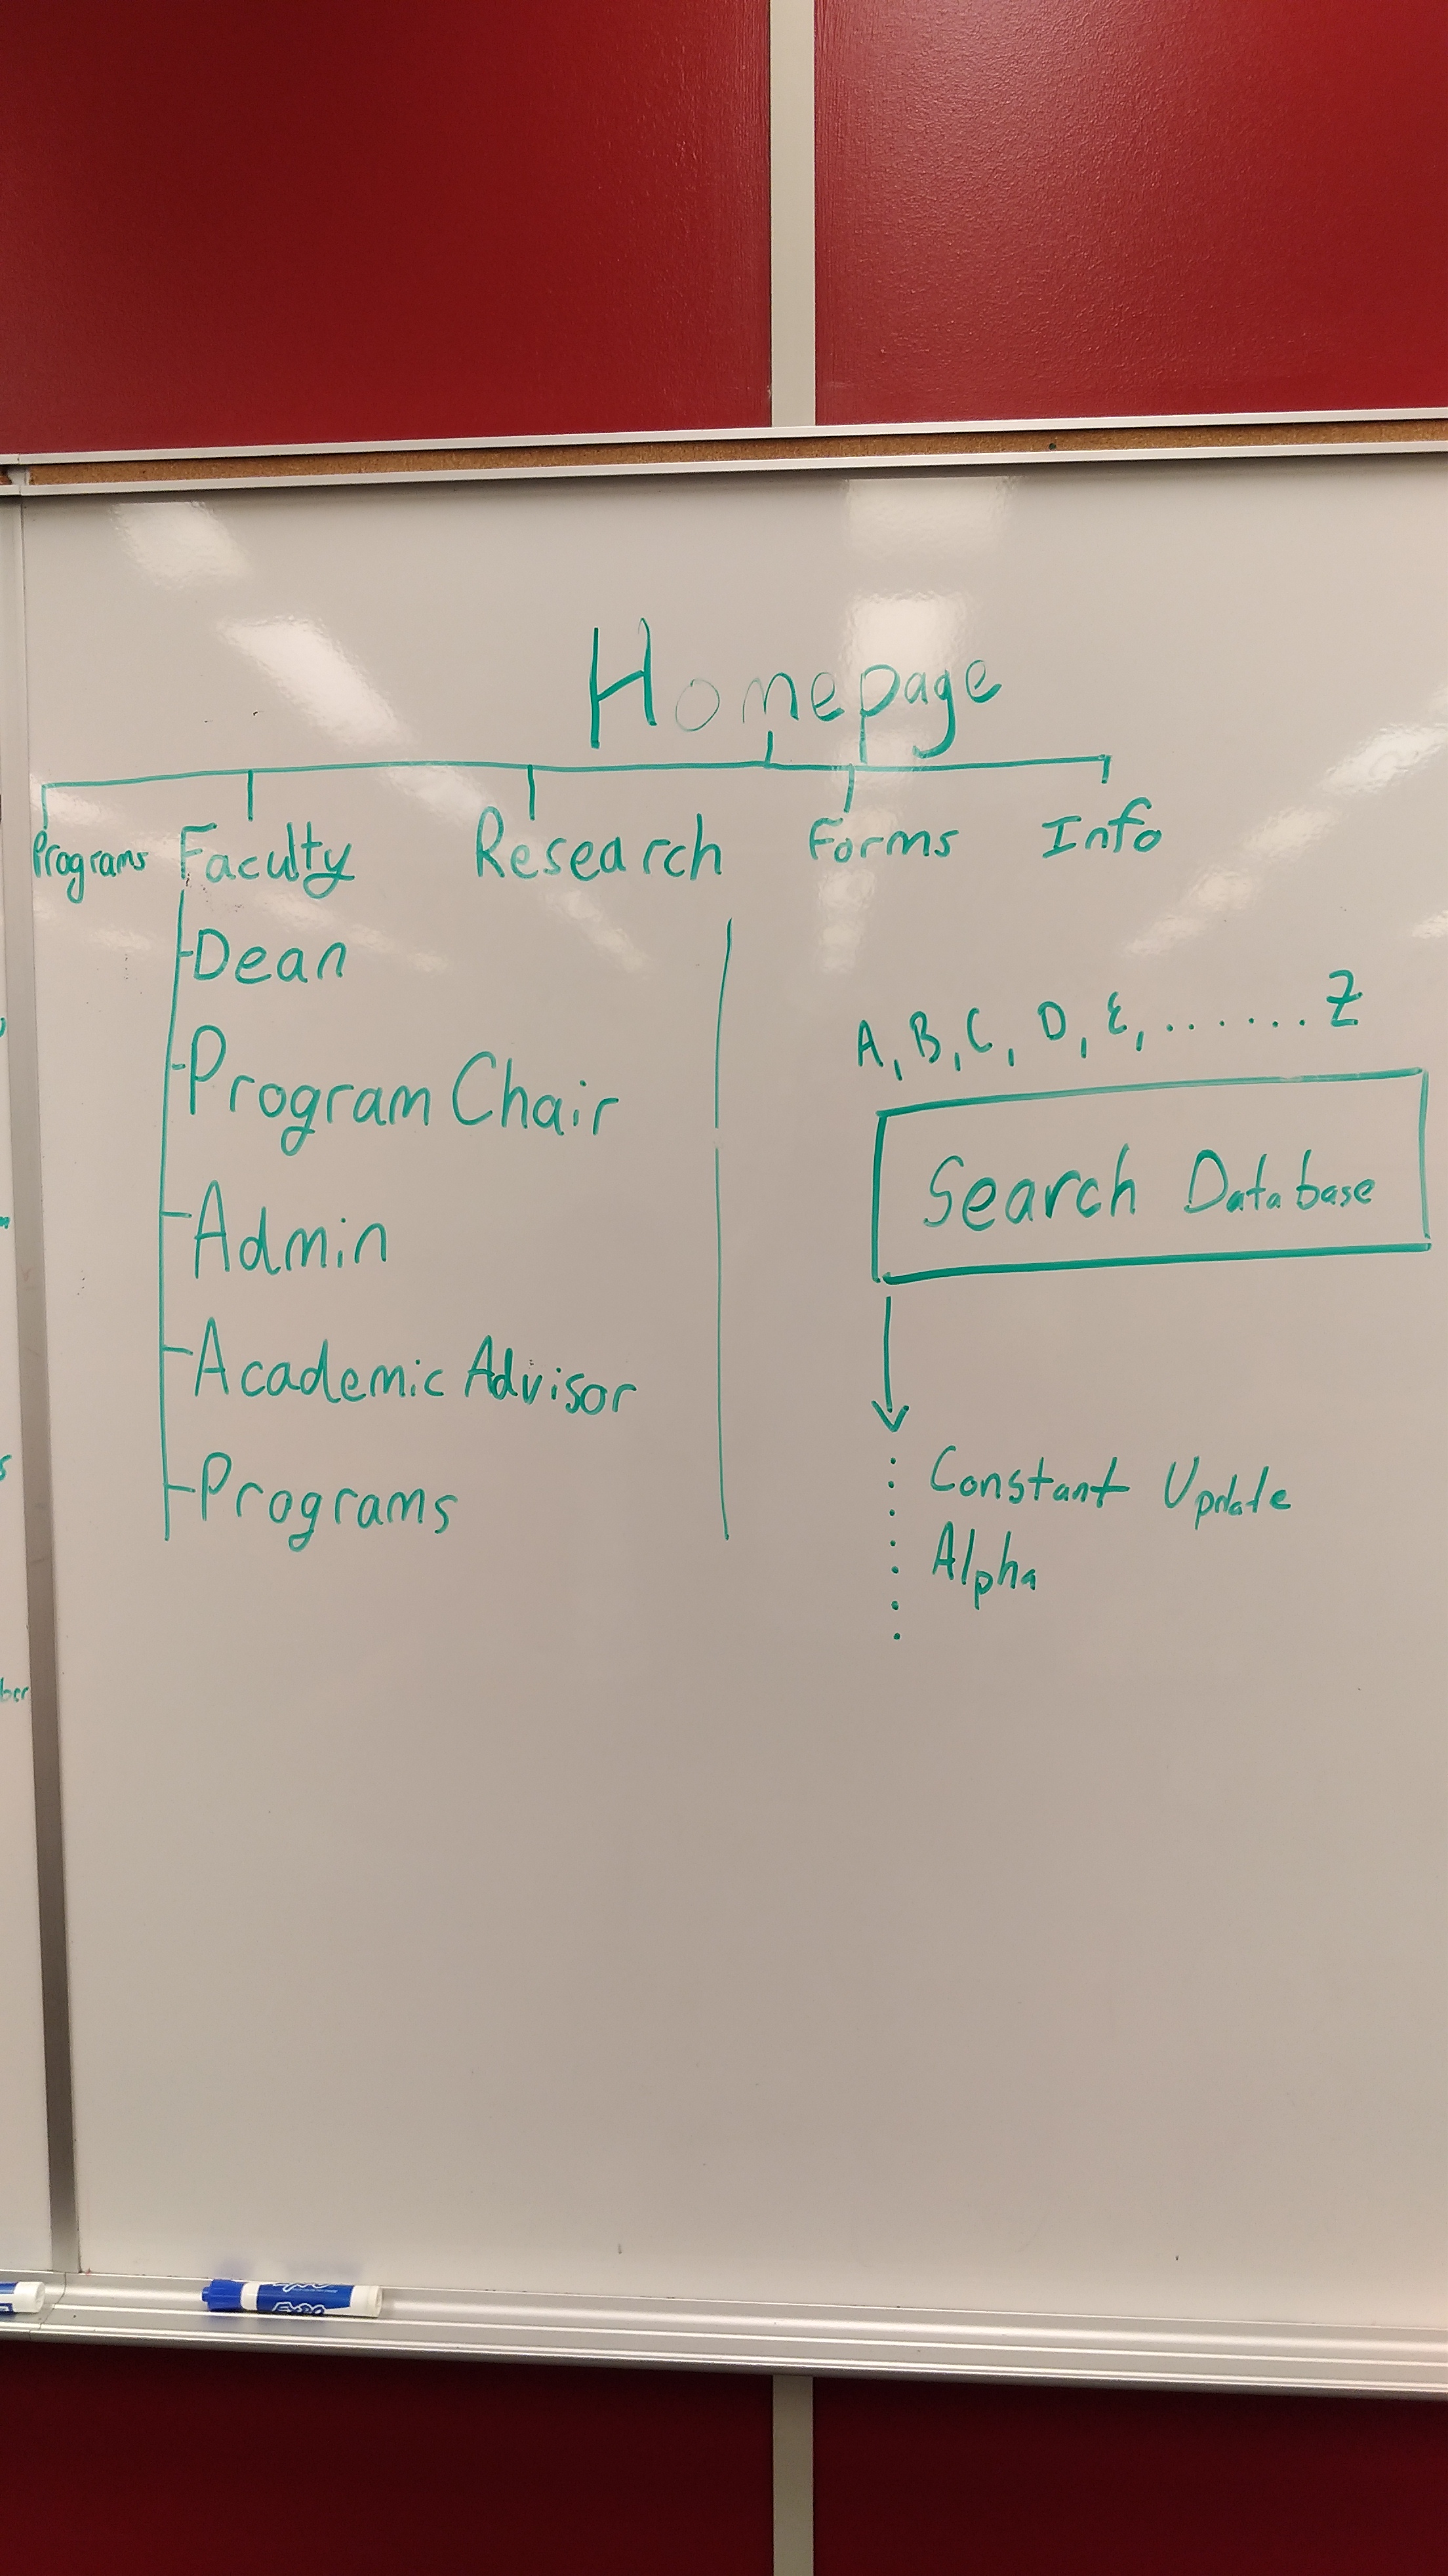 Homepage
Programs Faculty Research Forms Info
Dean
Program Chair
Admin
Academic Advisor
Programs
A, B, C, D, E, ....... Z
Search Database
Constant Update
Alpha
EXPO